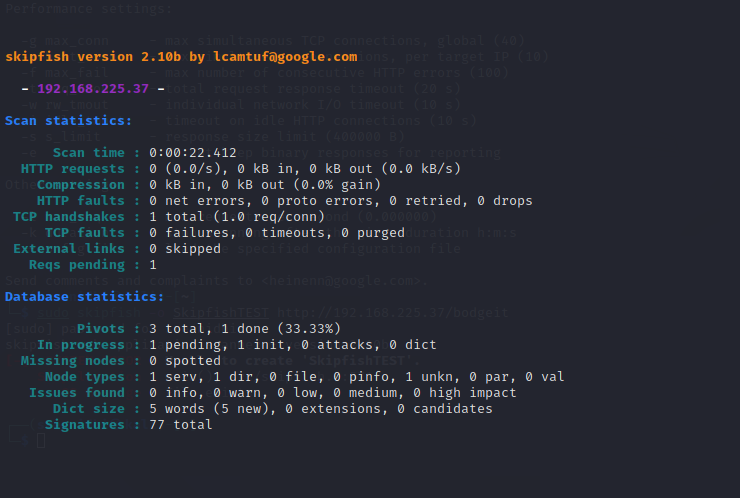 Performance settings:
skipfish version 2.10b by lcamtuf@google.com
- 192.168.225.37 -
Scan statistics:
Scan time : 0:00:22.412
HTTP requests : 0 (0.0/s), 0 kB in, 0 kB out (0.0 kB/s)
Compression : 0 kB in, 0 kB out (0.0% gain)
HTTP faults : 0 net errors, 0 proto errors, 0 retried, 0 drops
TCP handshakes : 1 total (1.0 req/conn)
TCP faults : 0 failures, 0 timeouts, 0 purged
External links : 0 skipped
Reqs pending : 1
Database statistics:
Pivots : 3 total, 1 done (33.33%)
In progress : 1 pending, 1 init, 0 attacks, 0 dict
Missing nodes : 0 spotted
Node types : 1 serv, 1 dir, 0 file, 0 pinfo, 1 unkn, 0 par, 0 val
Issues found : 0 info, 0 warn, 0 low, 0 medium, 0 high impact
Dict size : 5 words (5 new), 0 extensions, 0 candidates
Signatures : 77 total